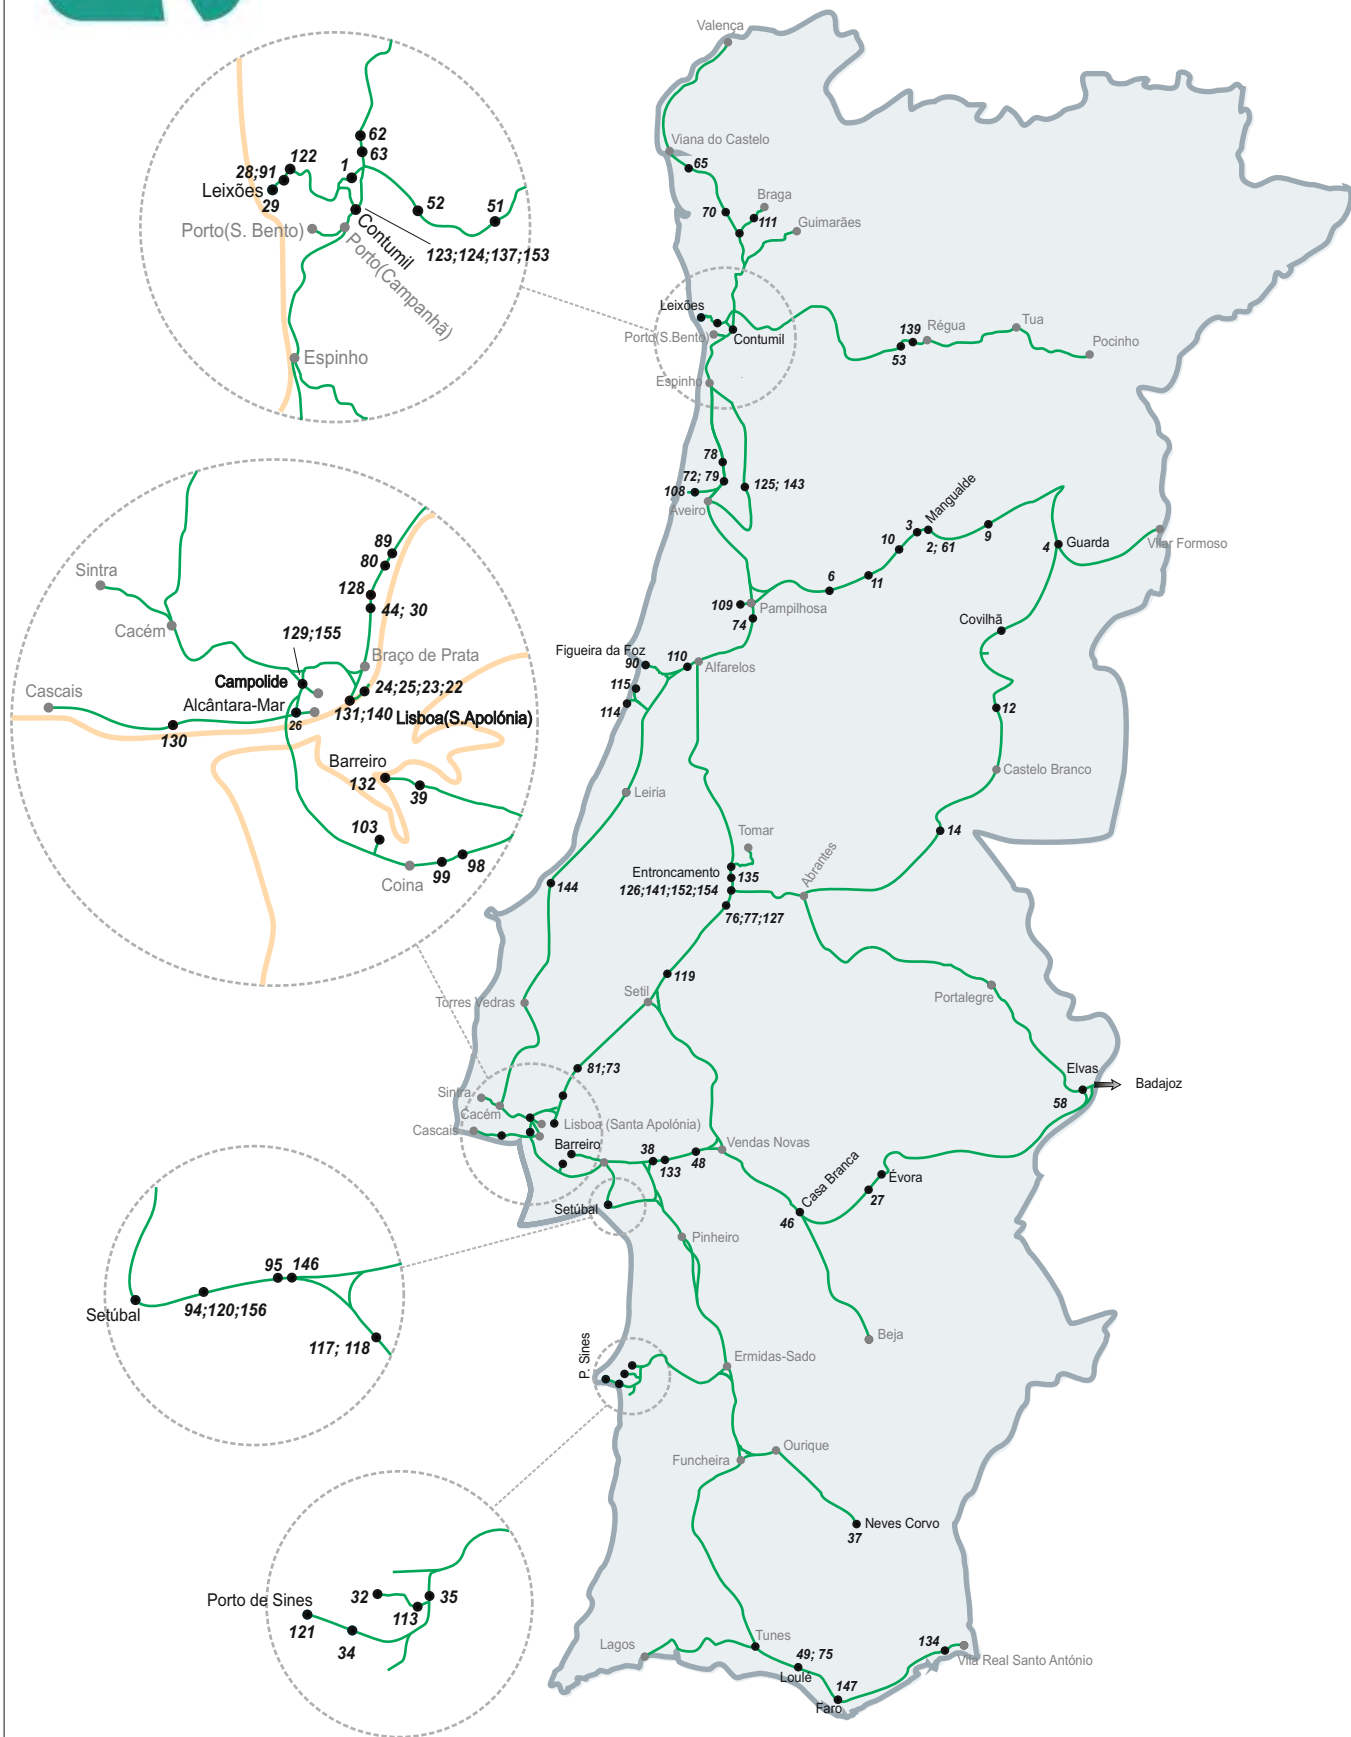 Valença
Viana do Castelo
65
Braga
70
111
Guimarães
62
63
122
28;91
1
Leixões
29
52
51
Porto(S. Bento)
Contumil
Porto(Campanhã)
123;124;137;153
Espinho
Leixões
Porto(S.Bento)
Contumil
139
Régua
Tua
53
Pocinho
Espinho
78
72; 79
108
125; 143
Aveiro
Mangualde
3
10
2; 61
9
4
Guarda
Vilar Formoso
6
11
109
Pampilhosa
74
Covilhã
Figueira da Foz
90
110
Alfarelos
115
114
12
Castelo Branco
Leiria
14
Tomar
Abrantes
Entroncamento
135
126;141;152;154
144
76;77;127
119
Setil
Portalegre
Torres Vedras
89
80
Sintra
128
44; 30
Cacém
129;155
Braço de Prata
Campolide
24;25;23;22
Cascais
Alcântara-Mar
26
131;140
Lisboa(S.Apolónia)
130
Barreiro
132
39
103
99
98
Coina
81;73
Elvas
Badajoz
58
Sintra
Cacém
Cascais
Lisboa (Santa Apolónia)
Barreiro
38
133
48
Vendas Novas
Casa Branca
Évora
27
46
Setúbal
Pinheiro
95
146
Setúbal
94;120;156
117; 118
Beja
P. Sines
Ermidas-Sado
Ourique
Funcheira
Neves Corvo
37
Porto de Sines
32
35
121
113
34
Lagos
Tunes
49; 75
Loulé
134
Vila Real Santo António
147
Faro